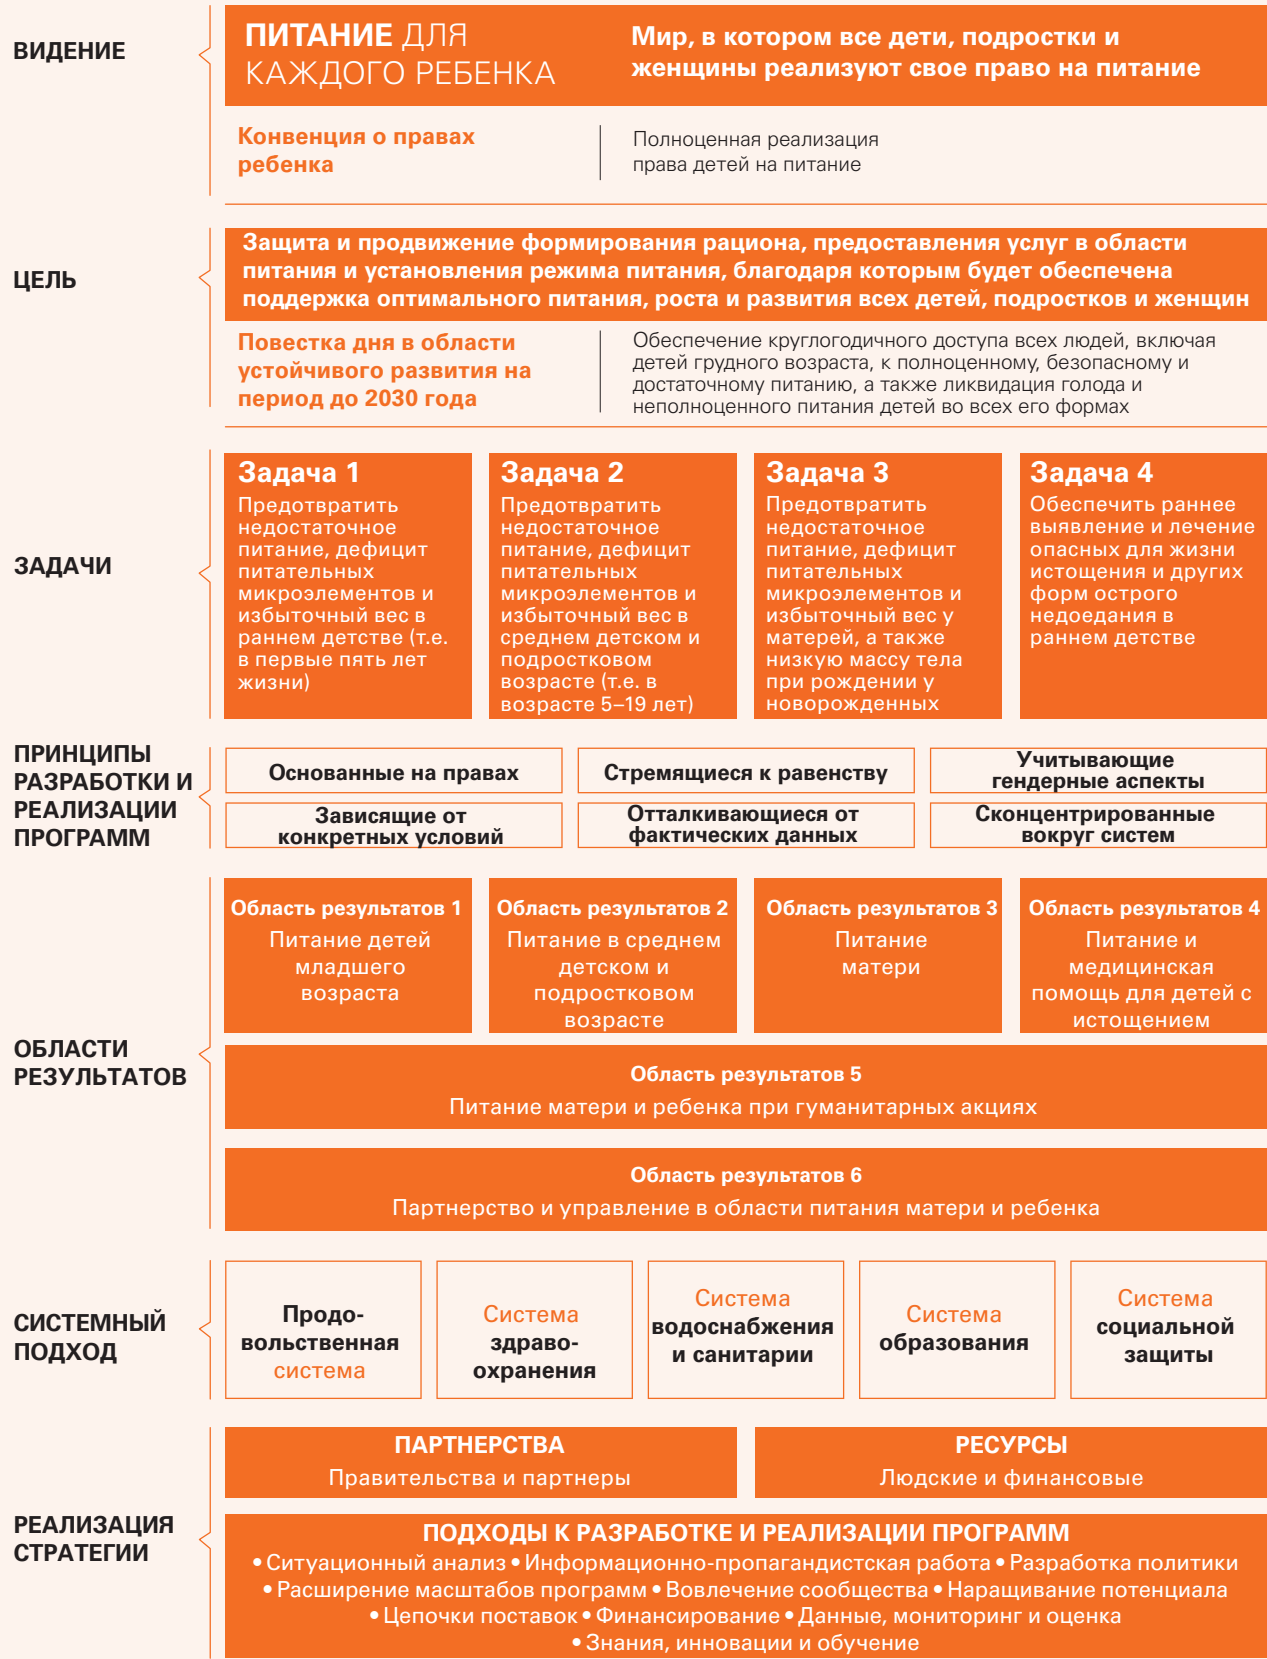 ВИДЕНИЕ
ПИТАНИЕ ДЛЯ
КАЖДОГО РЕБЕНКА
Мир, в котором все дети, подростки и
женщины реализуют свое право на питание
Конвенция о правах
ребенка
Полноценная реализация
права детей на питание
ЦЕЛЬ
Защита и продвижение формирования рациона, предоставления услуг в области
питания и установления режима питания, благодаря которым будет обеспечена
поддержка оптимального питания, роста и развития всех детей, подростков и женщин
Повестка дня в области
устойчивого развития на
период до 2030 года
Обеспечение круглогодичного доступа всех людей, включая
детей грудного возраста, к полноценному, безопасному и
достаточному питанию, а также ликвидация голода и
неполноценного питания детей во всех его формах
ЗАДАЧИ
Задача 1
Предотвратить
недостаточное
питание, дефицит
питательных
микроэлементов и
избыточный вес в
раннем детстве (т.е.
в первые пять лет
жизни)
Задача 2
Предотвратить
недостаточное
питание, дефицит
питательных
микроэлементов и
избыточный вес в
среднем детском и
подростковом
возрасте (т.е. в
возрасте 5–19 лет)
Задача 3
Предотвратить
недостаточное
питание, дефицит
питательных
микроэлементов и
избыточный вес у
матерей, а также
низкую массу тела
при рождении у
новорожденных
Задача 4
Обеспечить раннее
выявление и лечение
опасных для жизни
истощения и других
форм острого
недоедания в
раннем детстве
ПРИНЦИПЫ
РАЗРАБОТКИ И
РЕАЛИЗАЦИИ
ПРОГРАММ
Основанные на правах
Стремящиеся к равенству
Учитывающие
гендерные аспекты
Зависящие от
конкретных условий
Отталкивающиеся от
фактических данных
Сконцентрированные
вокруг систем
ОБЛАСТИ
РЕЗУЛЬТАТОВ
Область результатов 1
Питание детей
младшего
возраста
Область результатов 2
Питание в среднем
детском и
подростковом
возрасте
Область результатов 3
Питание
матери
Область результатов 4
Питание и
медицинская
помощь для детей с
истощением
Область результатов 5
Питание матери и ребенка при гуманитарных акциях
Область результатов 6
Партнерство и управление в области питания матери и ребенка
СИСТЕМНЫЙ
ПОДХОД
Продо-
вольственная
система
Система
здраво-
охранения
Система
водоснабжения
и санитарии
Система
образования
Система
социальной
защиты
РЕАЛИЗАЦИЯ
СТРАТЕГИИ
ПАРТНЕРСТВА
Правительства и партнеры
РЕСУРСЫ
Людские и финансовые
ПОДХОДЫ К РАЗРАБОТКЕ И РЕАЛИЗАЦИИ ПРОГРАММ
• Ситуационный анализ • Информационно-пропагандистская работа • Разработка политики
• Расширение масштабов программ • Вовлечение сообщества • Наращивание потенциала
• Цепочки поставок • Финансирование • Данные, мониторинг и оценка
• Знания, инновации и обучение